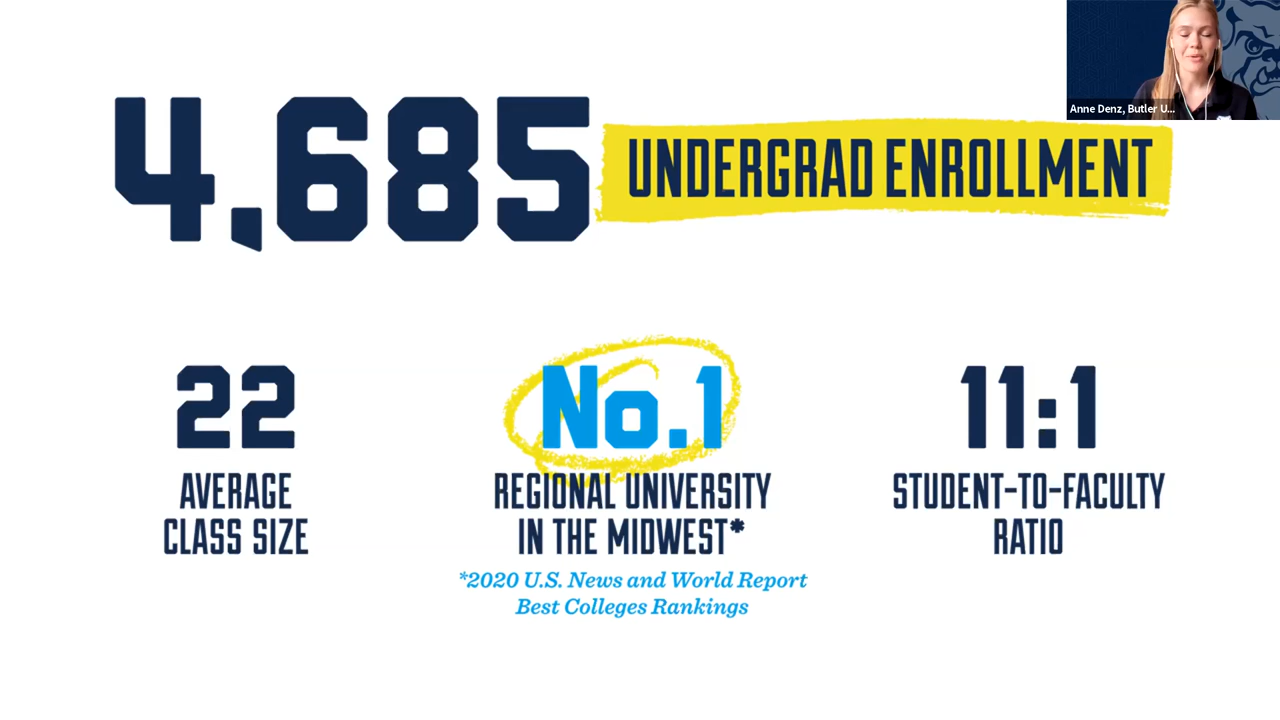 Anne Denz, Butler U...
4,685 UNDERGRAD ENROLLMENT
22
AVERAGE
CLASS SIZE
No.1
REGIONAL UNIVERSITY
IN THE MIDWEST*
*2020 U.S. News and World Report
Best Colleges Rankings
11:1
STUDENT-TO-FACULTY
RATIO